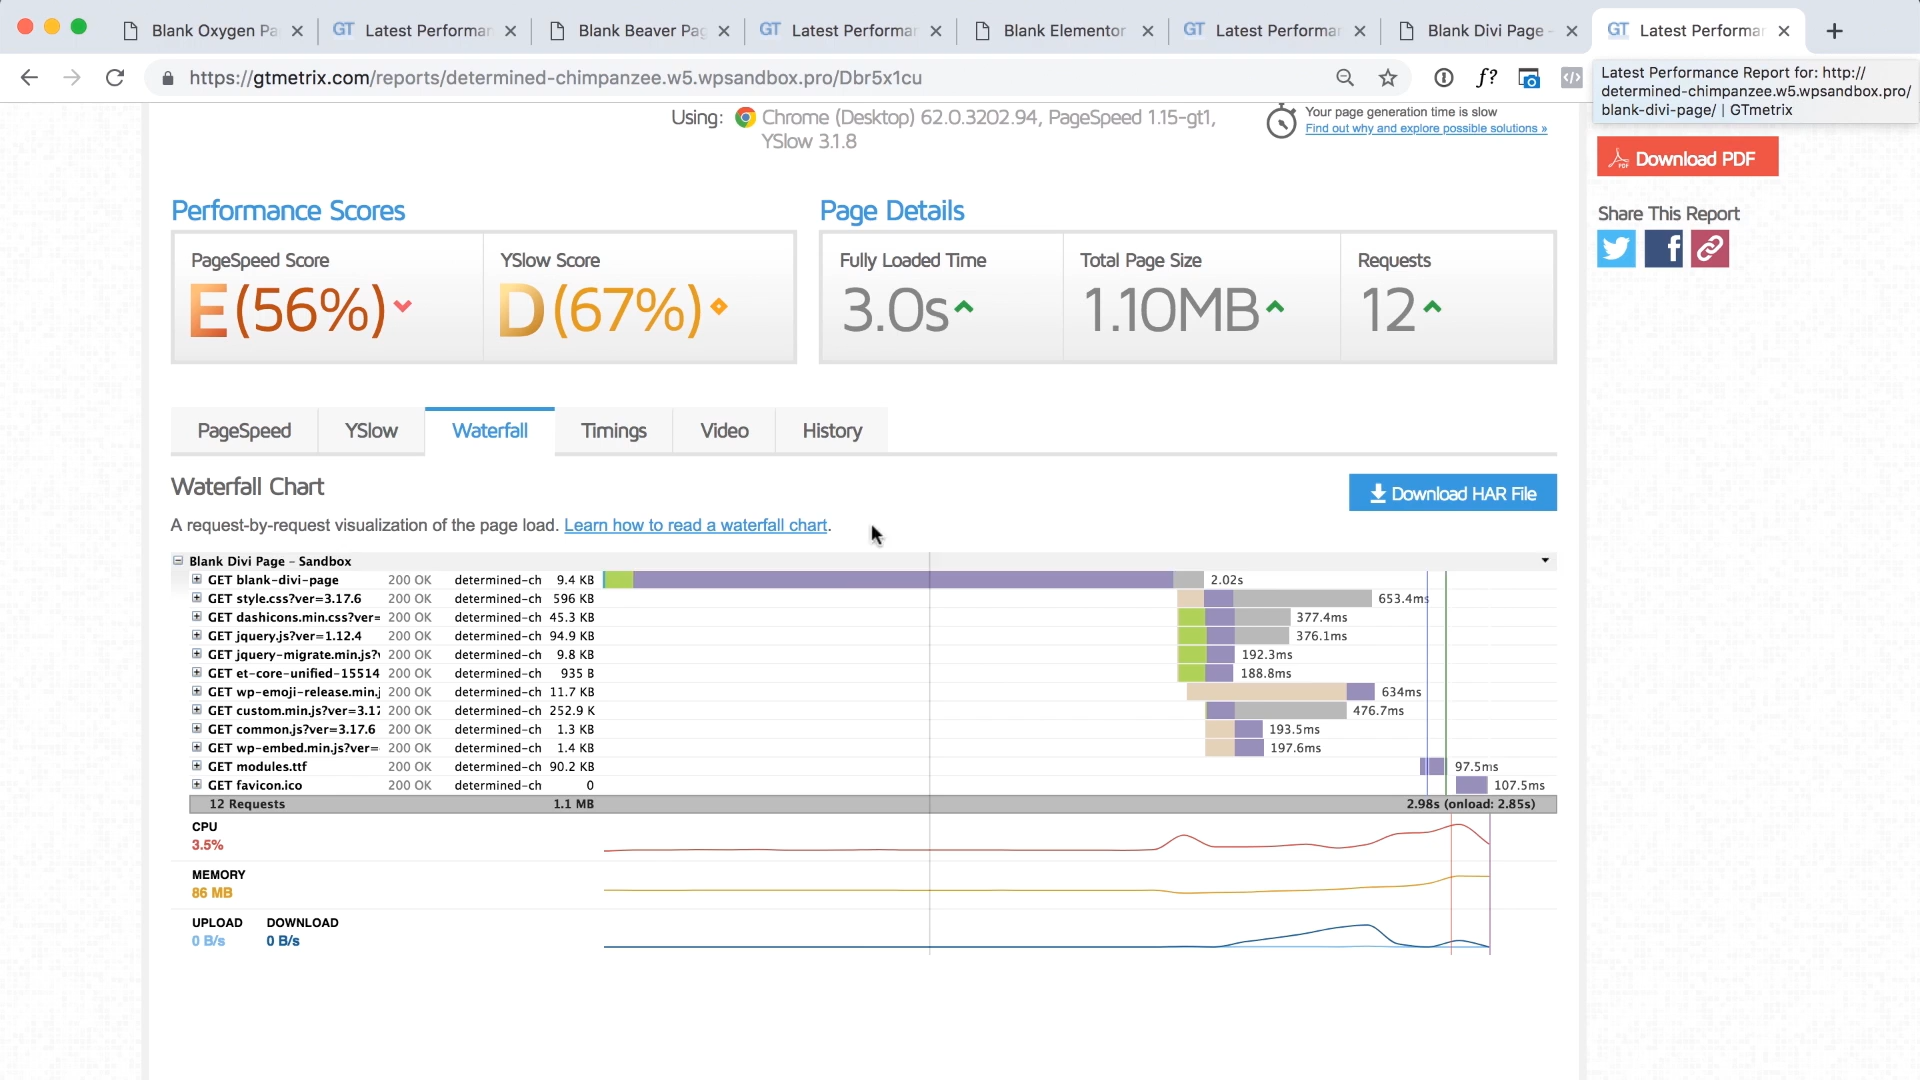 Blank Oxygen Pa
GT Latest Performan
Blank Beaver Pag
GT Latest Performan
Blank Elementor
GT Latest Performan
Blank Divi Page -
GT Latest Performan
https://gtmetrix.com/reports/determined-chimpanzee.w5.wpsandbox.pro/Dbr5x1cu
f?
</>
Latest Performance Report for: http://
determined-chimpanzee.w5.wpsandbox.pro/
blank-divi-page/ | GTmetrix
Using: Chrome (Desktop) 62.0.3202.94, PageSpeed 1.15-gt1,
YSlow 3.1.8
Your page generation time is slow
Find out why and explore possible solutions »
PDF Download PDF
Share This Report
Performance Scores
PageSpeed Score
E(56%)
YSlow Score
D(67%)
Page Details
Fully Loaded Time
3.0s
Total Page Size
1.10MB
Requests
12
PageSpeed
YSlow
Waterfall
Timings
Video
History
Waterfall Chart
Download HAR File
A request-by-request visualization of the page load. Learn how to read a waterfall chart.
Blank Divi Page – Sandbox
GET blank-divi-page 200 OK determined-ch 9.4 KB 2.02s
GET style.css?ver=3.17.6 200 OK determined-ch 596 KB 653.4ms
GET dashicons.min.css?ver= 200 OK determined-ch 45.3 KB 377.4ms
GET jquery.js?ver=1.12.4 200 OK determined-ch 94.9 KB 376.1ms
GET jquery-migrate.min.js?v 200 OK determined-ch 9.8 KB 192.3ms
GET et-core-unified-15514 200 OK determined-ch 935 B 188.8ms
GET wp-emoji-release.min.j 200 OK determined-ch 11.7 KB 634ms
GET custom.min.js?ver=3.17 200 OK determined-ch 252.9 K 476.7ms
GET common.js?ver=3.17.6 200 OK determined-ch 1.3 KB 193.5ms
GET wp-embed.min.js?ver= 200 OK determined-ch 1.4 KB 197.6ms
GET modules.ttf 200 OK determined-ch 90.2 KB 97.5ms
GET favicon.ico 200 OK determined-ch 0 107.5ms
12 Requests 1.1 MB 2.98s (onload: 2.85s)
CPU
3.5%
MEMORY
86 MB
UPLOAD DOWNLOAD
0 B/s 0 B/s